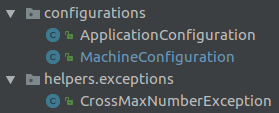 configurations
ApplicationConfiguration
MachineConfiguration
helpers.exceptions
CrossMaxNumberException